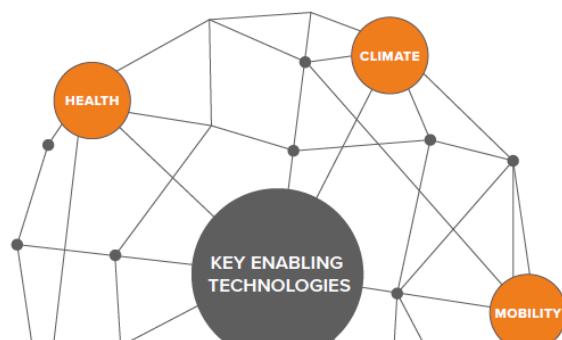 CLIMATE
HEALTH
KEY ENABLING
TECHNOLOGIES
MOBILITY